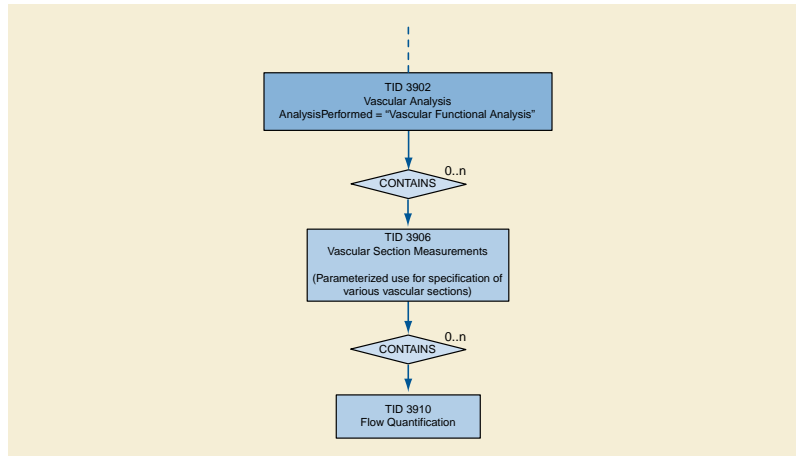 TID 3902
Vascular Analysis
AnalysisPerformed = “Vascular Functional Analysis”
0..n
CONTAINS
TID 3906
Vascular Section Measurements
(Parameterized use for specification of
various vascular sections)
0..n
CONTAINS
TID 3910
Flow Quantification